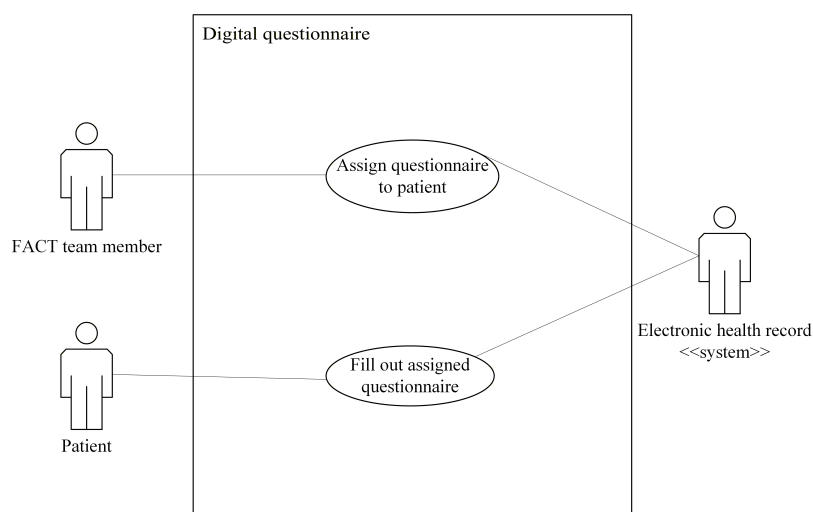 Digital questionnaire
Assign questionnaire
to patient
FACT team member
Electronic health record
<<system>>
Fill out assigned
questionnaire
Patient